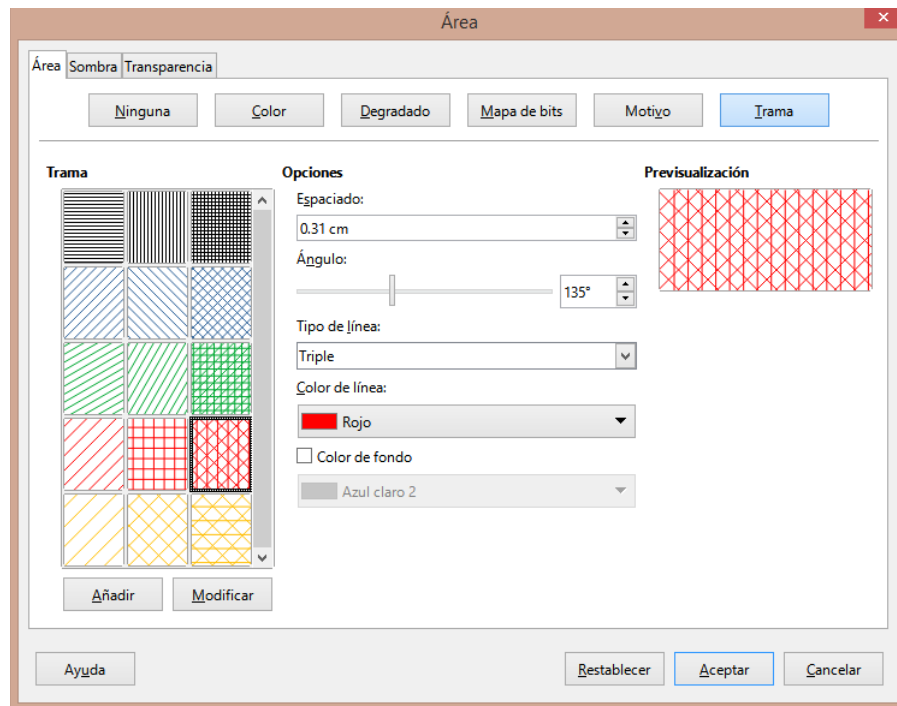 Área
Área Sombra Transparencia
Ninguna Color Degradado Mapa de bits Motivo Trama
Trama Opciones Previsualización
Espaciado:
0.31 cm
Ángulo:
135°
Tipo de línea:
Triple
Color de línea:
Rojo
Color de fondo
Azul claro 2
Añadir Modificar
Ayuda Restablecer Aceptar Cancelar